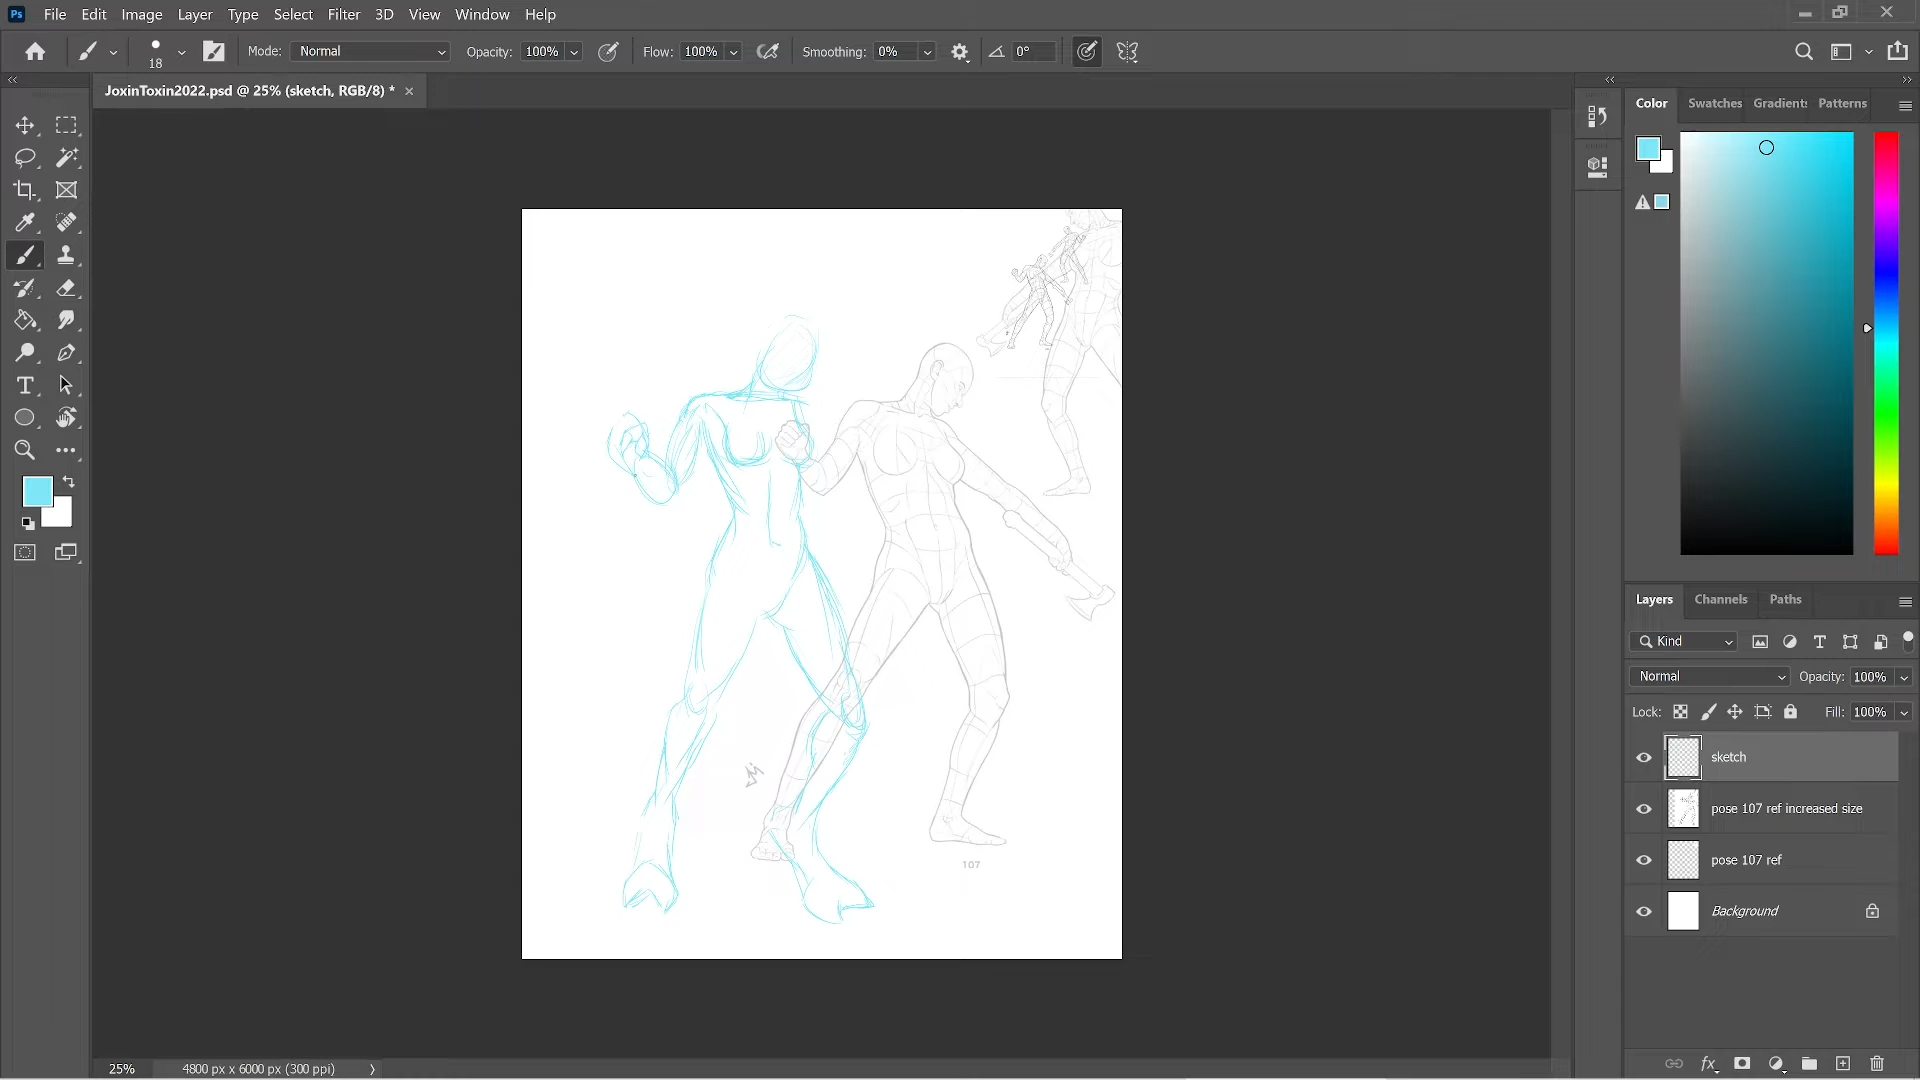 Ps File Edit Image Layer Type Select Filter 3D View Window Help
18 Mode: Normal Opacity: 100% Flow: 100% Smoothing: 0% 0°
JoxinToxin2022.psd @ 25% (sketch, RGB/8) *
Color Swatches Gradients Patterns
107
Layers Channels Paths
Kind
Normal Opacity: 100%
Lock: Fill: 100%
sketch
pose 107 ref increased size
pose 107 ref
Background
fx
25% 4800 px x 6000 px (300 ppi)